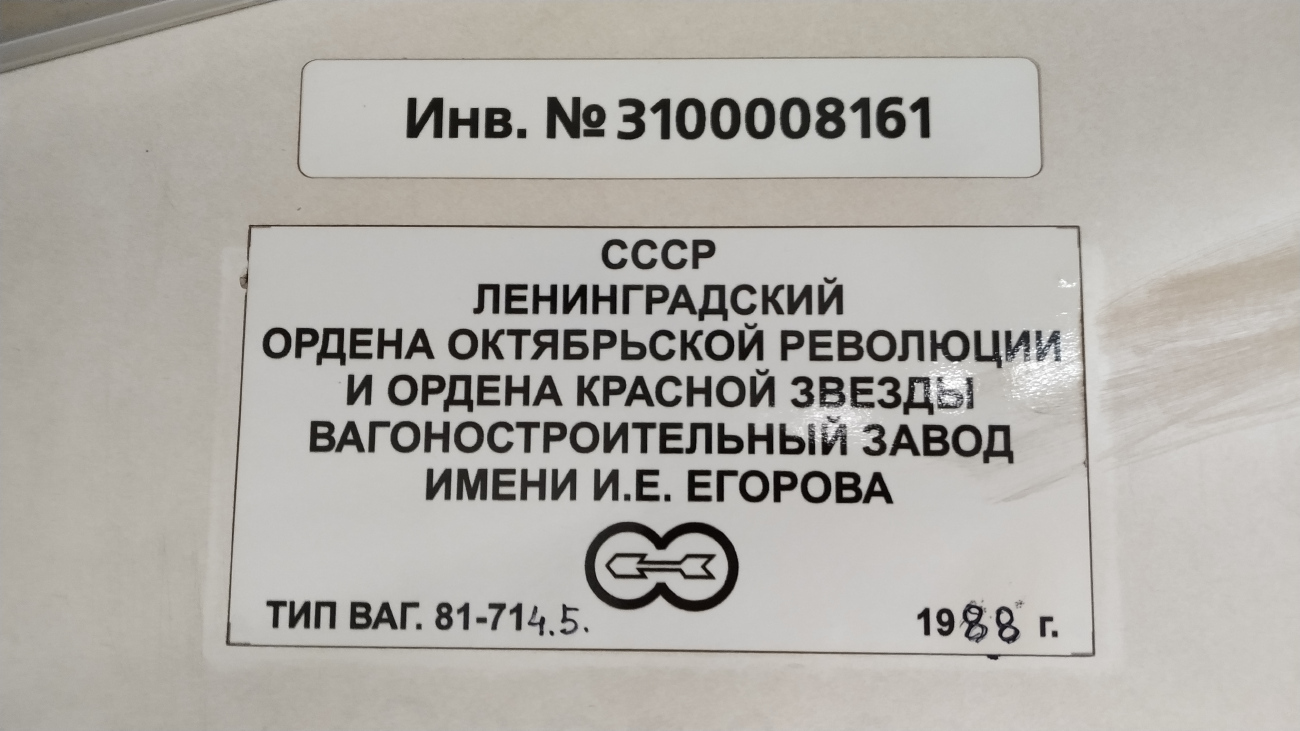 Инв. № 3100008161
СССР
ЛЕНИНГРАДСКИЙ
ОРДЕНА ОКТЯБРЬСКОЙ РЕВОЛЮЦИИ
И ОРДЕНА КРАСНОЙ ЗВЕЗДЫ
ВАГОНОСТРОИТЕЛЬНЫЙ ЗАВОД
ИМЕНИ И.Е. ЕГОРОВА
ТИП ВАГ. 81-714.5. 1988 г.